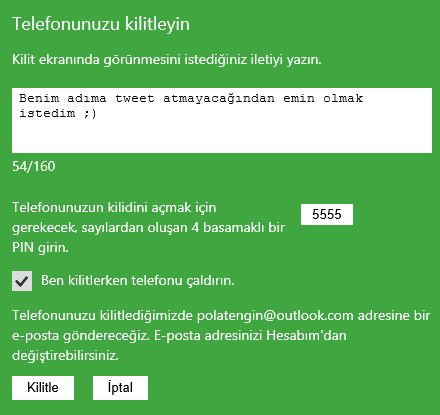 Telefonunuzu kilitleyin
Kilit ekranında görünmesini istediğiniz iletiyi yazın.
Benim adıma tweet atmayacağından emin olmak
istedim ;)
54/160
Telefonunuzun kilidini açmak için
gerekecek, sayılardan oluşan 4 basamaklı bir
PIN girin.
5555
Ben kilitlerken telefonu çaldırın.
Telefonunuzu kilitlediğimizde polatengin@outlook.com adresine bir
e-posta göndereceğiz. E-posta adresinizi Hesabım'dan
değiştirebilirsiniz.
Kilitle İptal